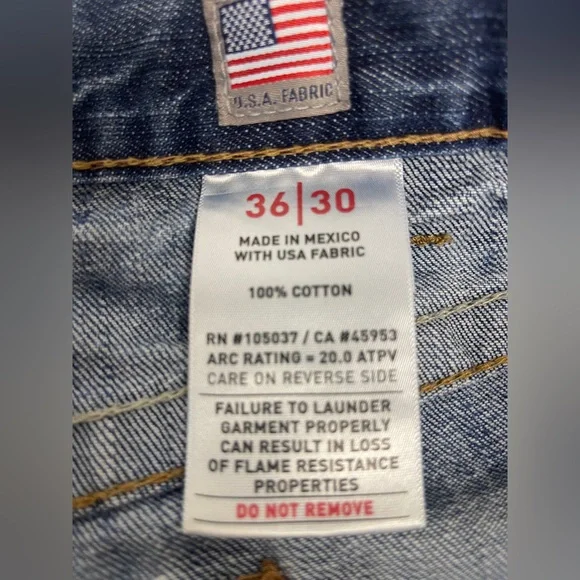 U.S.A. FABRIC
36|30
MADE IN MEXICO
WITH USA FABRIC
100% COTTON
RN #105037 / CA #45953
ARC RATING = 20.0 ATPV
CARE ON REVERSE SIDE
FAILURE TO LAUNDER
GARMENT PROPERLY
CAN RESULT IN LOSS
OF FLAME RESISTANCE
PROPERTIES
DO NOT REMOVE